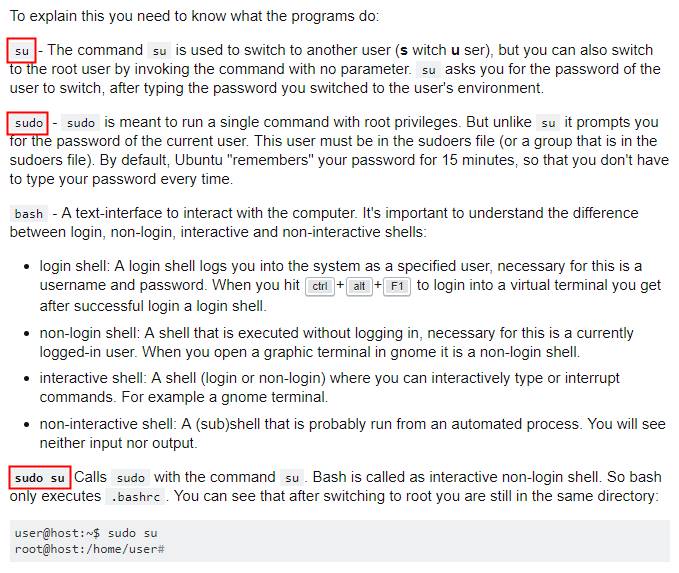 To explain this you need to know what the programs do:
su - The command su is used to switch to another user (s witch u ser), but you can also switch
to the root user by invoking the command with no parameter. su asks you for the password of the
user to switch, after typing the password you switched to the user's environment.
sudo - sudo is meant to run a single command with root privileges. But unlike su it prompts you
for the password of the current user. This user must be in the sudoers file (or a group that is in the
sudoers file). By default, Ubuntu "remembers" your password for 15 minutes, so that you don't have
to type your password every time.
bash - A text-interface to interact with the computer. It's important to understand the difference
between login, non-login, interactive and non-interactive shells:
• login shell: A login shell logs you into the system as a specified user, necessary for this is a
username and password. When you hit ctrl + alt + F1 to login into a virtual terminal you get
after successful login a login shell.
• non-login shell: A shell that is executed without logging in, necessary for this is a currently
logged-in user. When you open a graphic terminal in gnome it is a non-login shell.
• interactive shell: A shell (login or non-login) where you can interactively type or interrupt
commands. For example a gnome terminal.
• non-interactive shell: A (sub)shell that is probably run from an automated process. You will see
neither input nor output.
sudo su Calls sudo with the command su . Bash is called as interactive non-login shell. So bash
only executes .bashrc . You can see that after switching to root you are still in the same directory:
user@host:~$ sudo su
root@host:/home/user#